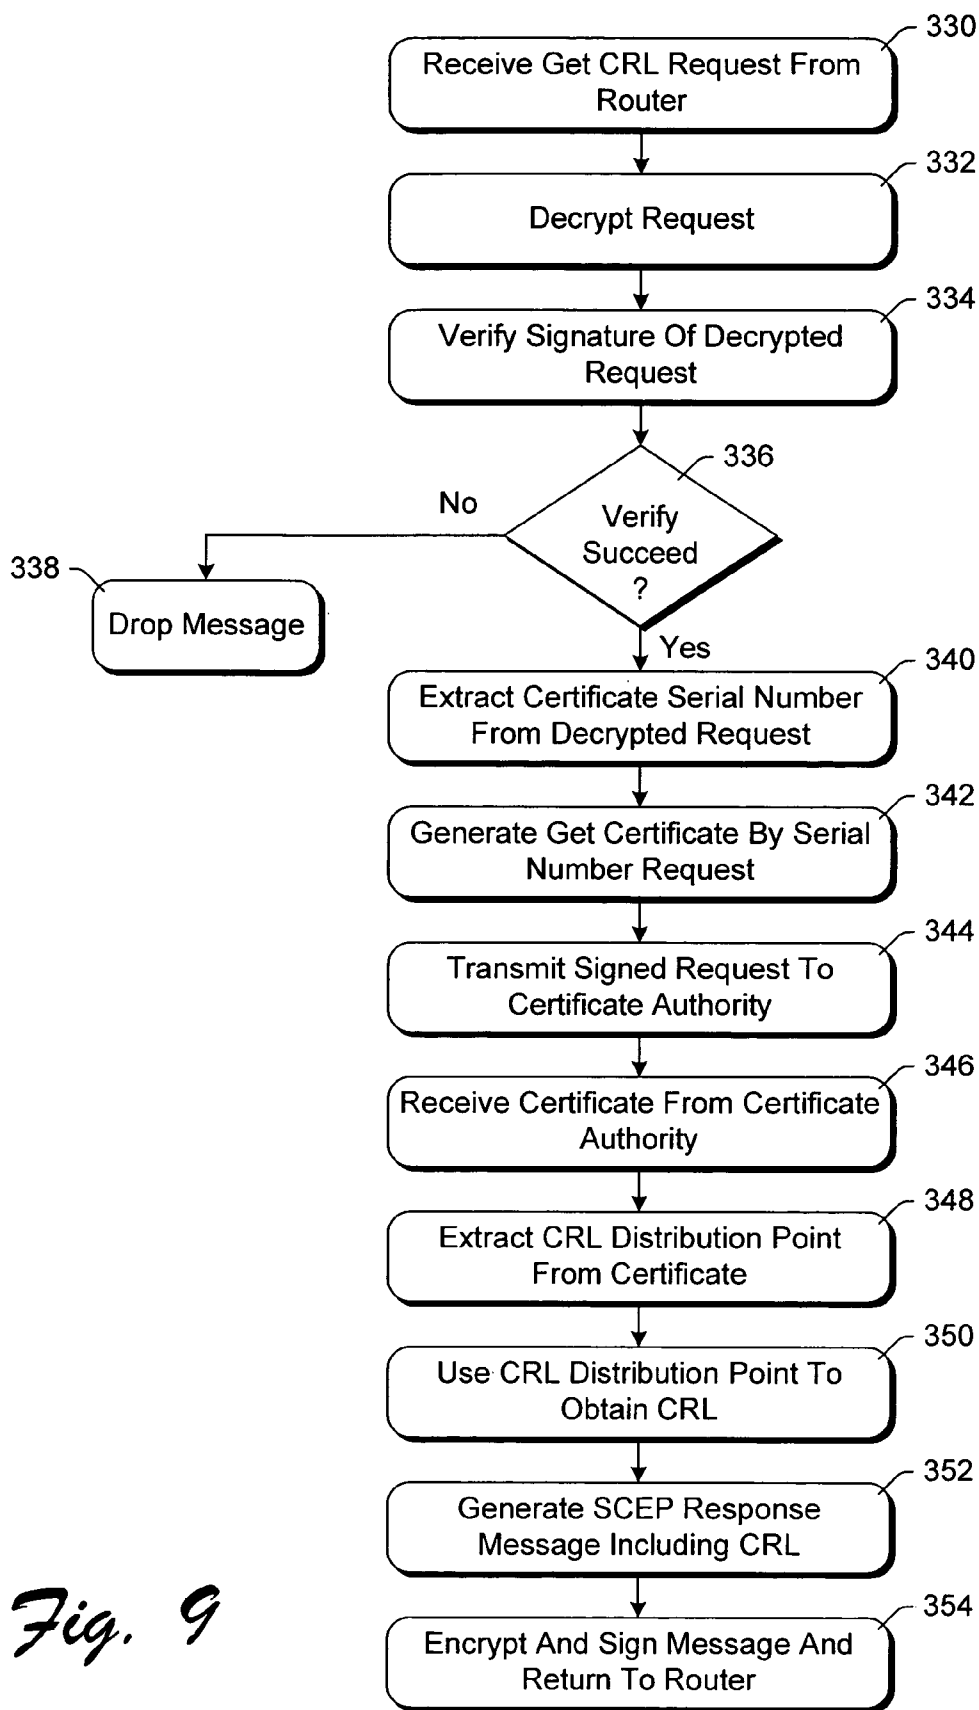 330
Receive Get CRL Request From
Router
332
Decrypt Request
334
Verify Signature Of Decrypted
Request
336
No
Verify
Succeed
?
338
Drop Message
Yes
340
Extract Certificate Serial Number
From Decrypted Request
342
Generate Get Certificate By Serial
Number Request
344
Transmit Signed Request To
Certificate Authority
346
Receive Certificate From Certificate
Authority
348
Extract CRL Distribution Point
From Certificate
350
Use CRL Distribution Point To
Obtain CRL
352
Generate SCEP Response
Message Including CRL
354
Encrypt And Sign Message And
Return To Router
Fig. 9